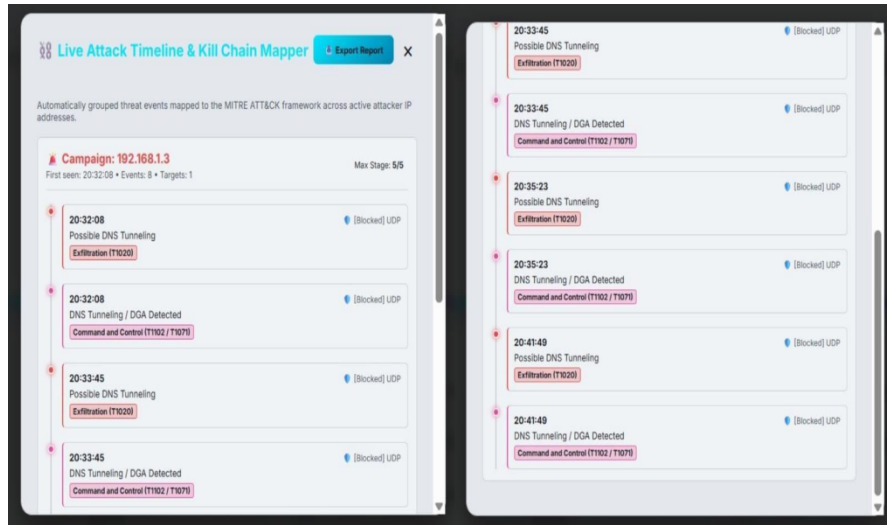 Live Attack Timeline & Kill Chain Mapper
Export Report
X
Automatically grouped threat events mapped to the MITRE ATT&CK framework across active attacker IP
addresses.
Campaign: 192.168.1.3
Max Stage: 5/5
First seen: 20:32:08 • Events: 8 • Targets: 1
20:32:08
[Blocked] UDP
Possible DNS Tunneling
Exfiltration (T1020)
20:32:08
[Blocked] UDP
DNS Tunneling / DGA Detected
Command and Control (T1102 / T1071)
20:33:45
[Blocked] UDP
Possible DNS Tunneling
Exfiltration (T1020)
20:33:45
[Blocked] UDP
DNS Tunneling / DGA Detected
Command and Control (T1102 / T1071)
20:33:45
[Blocked] UDP
Possible DNS Tunneling
Exfiltration (T1020)
20:33:45
[Blocked] UDP
DNS Tunneling / DGA Detected
Command and Control (T1102 / T1071)
20:35:23
[Blocked] UDP
Possible DNS Tunneling
Exfiltration (T1020)
20:35:23
[Blocked] UDP
DNS Tunneling / DGA Detected
Command and Control (T1102 / T1071)
20:41:49
[Blocked] UDP
Possible DNS Tunneling
Exfiltration (T1020)
20:41:49
[Blocked] UDP
DNS Tunneling / DGA Detected
Command and Control (T1102 / T1071)